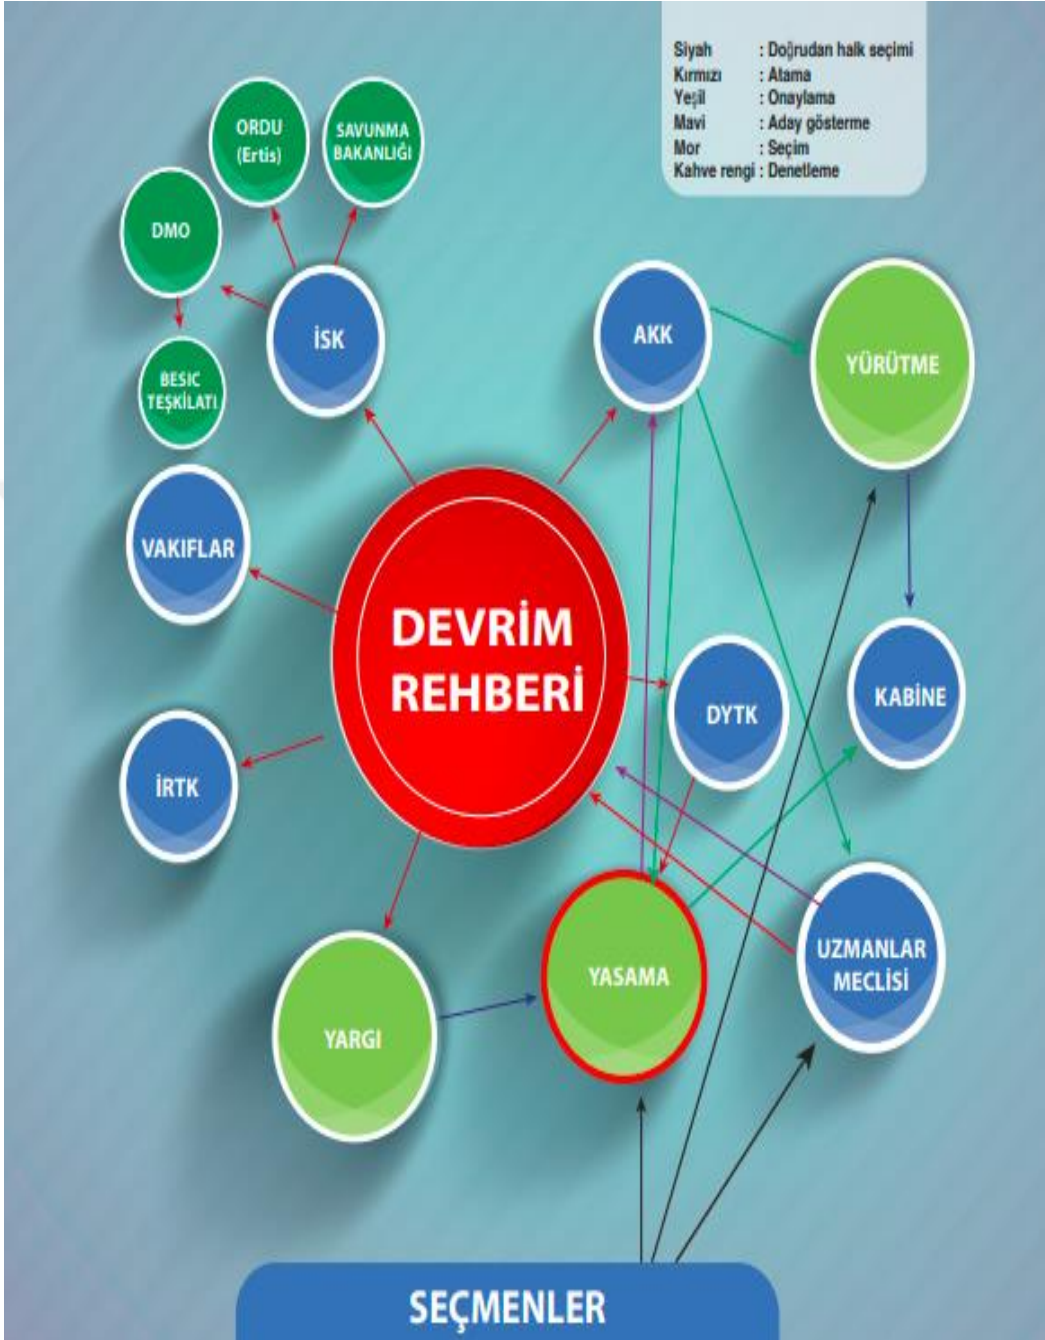 Siyah : Doğrudan halk seçimi
Kırmızı : Atama
Yeşil : Onaylama
Mavi : Aday gösterme
Mor : Seçim
Kahve rengi : Denetleme
ORDU
(Ertis)
SAVUNMA
BAKANLIĞI
DMO
İSK
AKK
YÜRÜTME
BESIC
TEŞKİLATI
VAKIFLAR
DEVRİM
REHBERİ
DYTK
KABİNE
İRTK
YARGI
YASAMA
UZMANLAR
MECLİSİ
SEÇMENLER